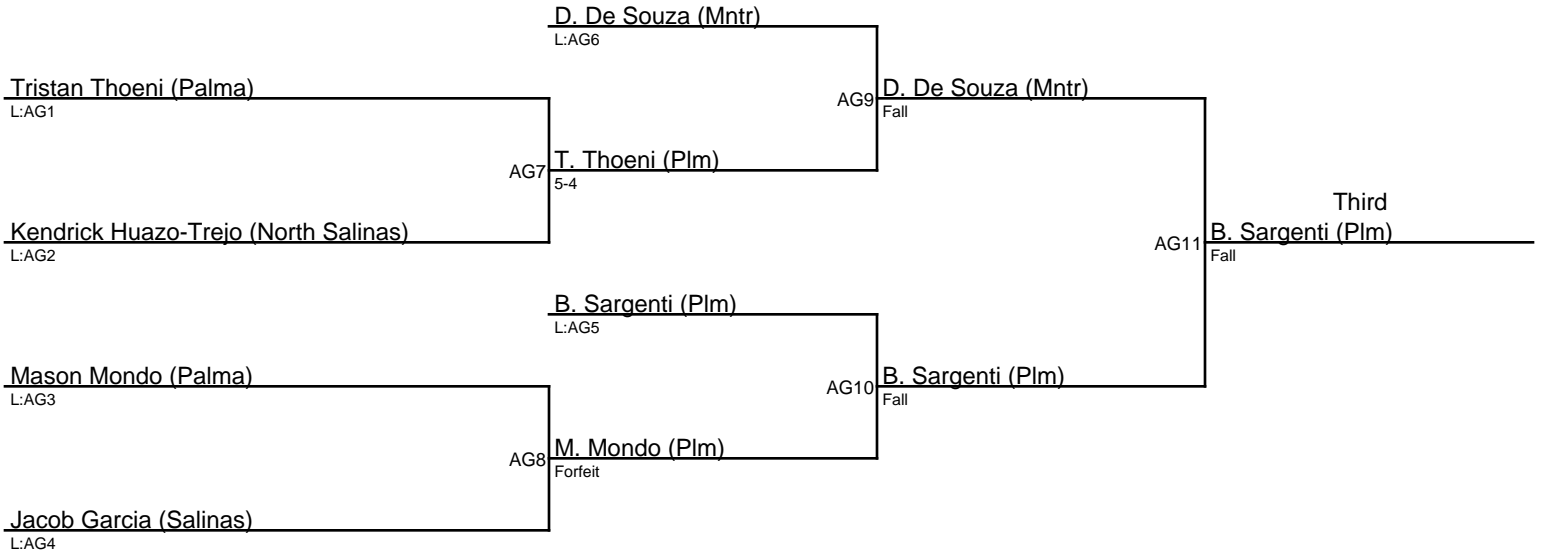 D. De Souza (Mntr)
L:AG6
Tristan Thoeni (Palma)
L:AG1
AG9
D. De Souza (Mntr)
Fall
AG7
T. Thoeni (Plm)
5-4
Third
Kendrick Huazo-Trejo (North Salinas)
L:AG2
AG11
B. Sargenti (Plm)
Fall
B. Sargenti (Plm)
L:AG5
Mason Mondo (Palma)
L:AG3
AG10
B. Sargenti (Plm)
Fall
AG8
M. Mondo (Plm)
Forfeit
Jacob Garcia (Salinas)
L:AG4